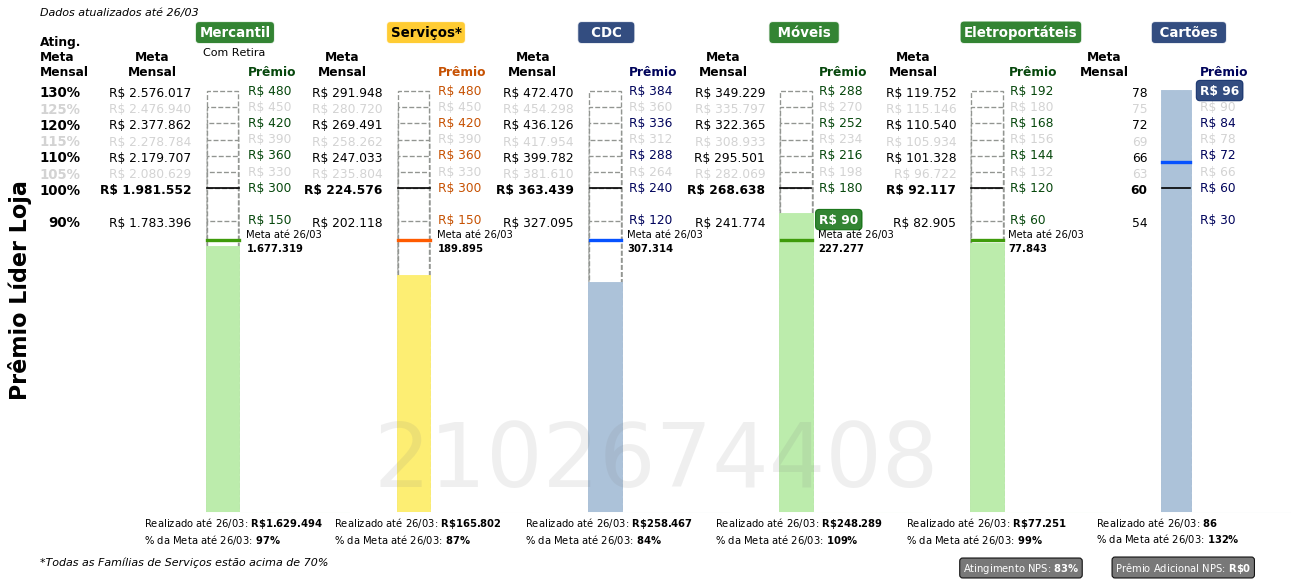 Dados atualizados até 26/03
Mercantil Serviços* CDC Móveis Eletroportáteis Cartões
Com Retira
Ating. Meta Mensal
Meta Mensal Prêmio Meta Mensal Prêmio Meta Mensal Prêmio Meta Mensal Prêmio Meta Mensal Prêmio Meta Mensal Prêmio
130% R$ 2.576.017 R$ 480 R$ 291.948 R$ 480 R$ 472.470 R$ 384 R$ 349.229 R$ 288 R$ 119.752 R$ 192 78 R$ 96
125% R$ 2.476.940 R$ 450 R$ 280.720 R$ 450 R$ 454.298 R$ 360 R$ 335.797 R$ 270 R$ 115.146 R$ 180 75 R$ 90
120% R$ 2.377.862 R$ 420 R$ 269.491 R$ 420 R$ 436.126 R$ 336 R$ 322.365 R$ 252 R$ 110.540 R$ 168 72 R$ 84
115% R$ 2.278.784 R$ 390 R$ 258.262 R$ 390 R$ 417.954 R$ 312 R$ 308.933 R$ 234 R$ 105.934 R$ 156 69 R$ 78
110% R$ 2.179.707 R$ 360 R$ 247.033 R$ 360 R$ 399.782 R$ 288 R$ 295.501 R$ 216 R$ 101.328 R$ 144 66 R$ 72
105% R$ 2.080.629 R$ 330 R$ 235.804 R$ 330 R$ 381.610 R$ 264 R$ 282.069 R$ 198 R$ 96.722 R$ 132 63 R$ 66
100% R$ 1.981.552 R$ 300 R$ 224.576 R$ 300 R$ 363.439 R$ 240 R$ 268.638 R$ 180 R$ 92.117 R$ 120 60 R$ 60
90% R$ 1.783.396 R$ 150 R$ 202.118 R$ 150 R$ 327.095 R$ 120 R$ 241.774 R$ 90 R$ 82.905 R$ 60 54 R$ 30
Meta até 26/03 Meta até 26/03 Meta até 26/03 Meta até 26/03 Meta até 26/03
1.677.319 189.895 307.314 227.277 77.843
Prêmio Líder Loja
2102674408
Realizado até 26/03: R$1.629.494 Realizado até 26/03: R$165.802 Realizado até 26/03: R$258.467 Realizado até 26/03: R$248.289 Realizado até 26/03: R$77.251 Realizado até 26/03: 86
% da Meta até 26/03: 97% % da Meta até 26/03: 87% % da Meta até 26/03: 84% % da Meta até 26/03: 109% % da Meta até 26/03: 99% % da Meta até 26/03: 132%
*Todas as Famílias de Serviços estão acima de 70%
Atingimento NPS: 83% Prêmio Adicional NPS: R$0